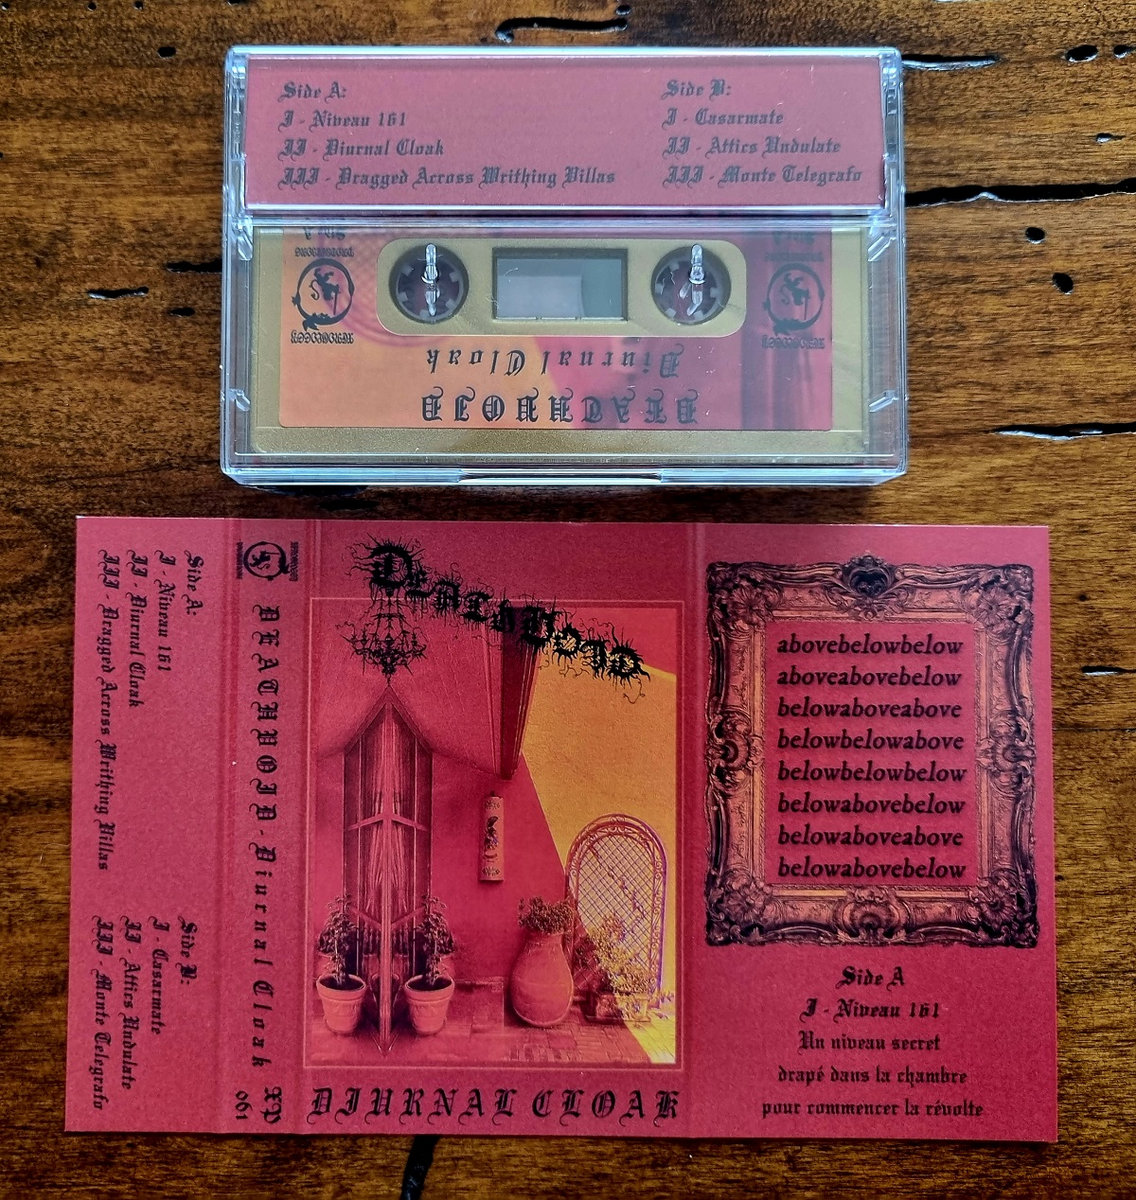 Side A:
I - Niveau 161
II - Diurnal Cloak
III - Dragged Across Writhing Villas
Side B:
I - Casarmate
II - Attics Undulate
III - Monte Telegrafo
Diurnal Cloak
DEATHVOID
Side A:
I - Niveau 161
II - Diurnal Cloak
III - Dragged Across Writhing Villas
Side B:
I - Casarmate
II - Attics Undulate
III - Monte Telegrafo
DEATHVOID - Diurnal Cloak
XP
061
DEATHVOID
DIURNAL CLOAK
abovebelowbelow
aboveabovebelow
belowaboveabove
belowbelowabove
belowbelowbelow
belowabovebelow
belowaboveabove
belowabovebelow
Side A
I - Niveau 161
Un niveau secret
drapé dans la chambre
pour commencer la révolte